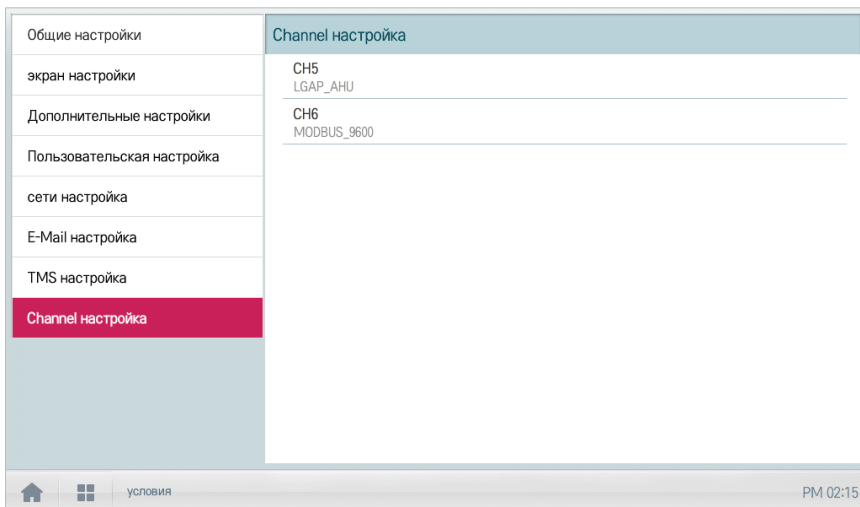 Общие настройки
экран настройки
Дополнительные настройки
Пользовательская настройка
сети настройка
E-Mail настройка
TMS настройка
Channel настройка
Channel настройка
CH5
LGAP_AHU
CH6
MODBUS_9600
условия
PM 02:15